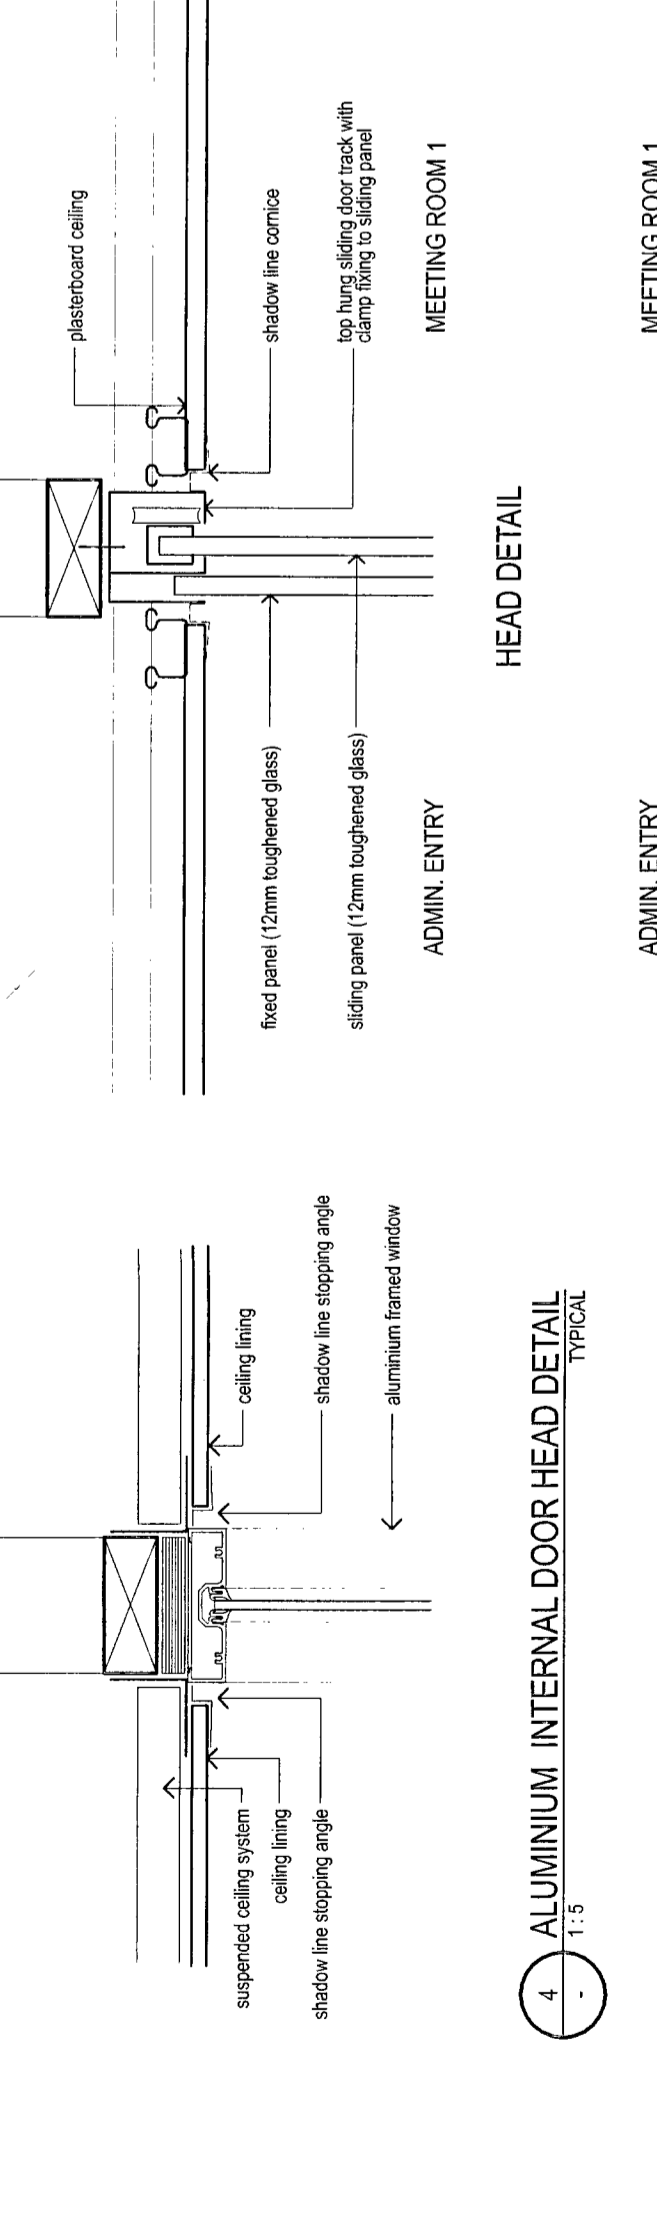 suspended ceiling system
ceiling lining
shadow line stopping angle
ceiling lining
shadow line stopping angle
aluminium framed window
4
-
ALUMINIUM INTERNAL DOOR HEAD DETAIL
1 : 5
TYPICAL
plasterboard ceiling
shadow line cornice
top hung sliding door track with
clamp fixing to sliding panel
fixed panel (12mm toughened glass)
sliding panel (12mm toughened glass)
ADMIN. ENTRY
MEETING ROOM 1
HEAD DETAIL
ADMIN. ENTRY
MEETING ROOM 1